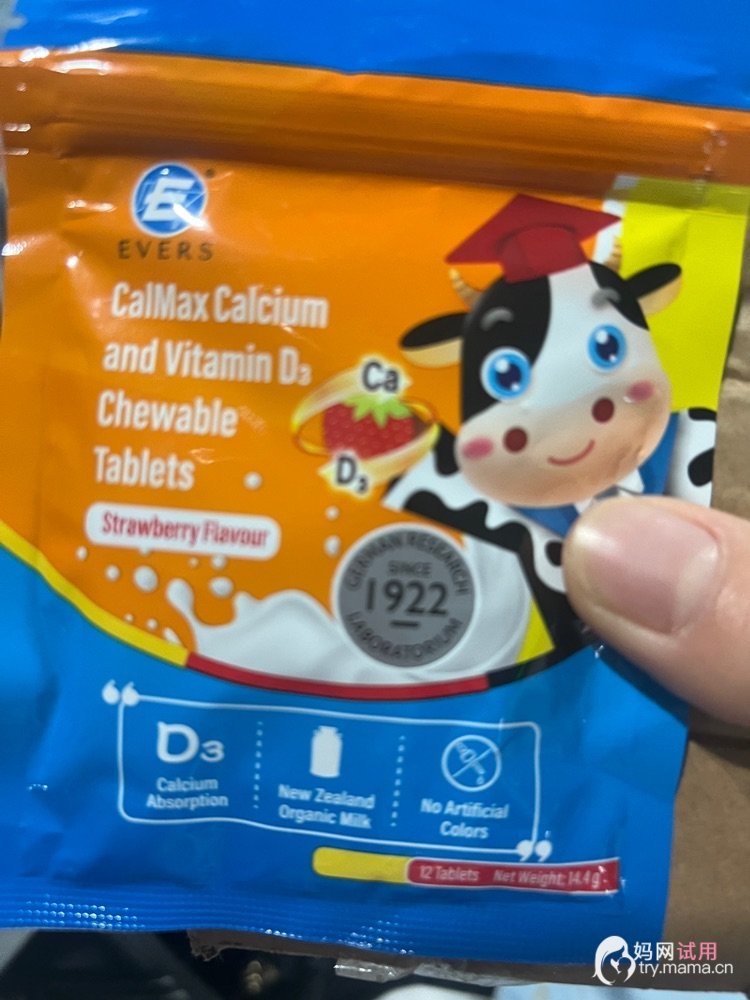 EVERS
CalMax Calcium
and Vitamin D₃
Chewable
Tablets
Strawberry Flavour
Ca
D₃
GERMAN RESEARCH
SINCE
1922
LABORATORIUM
D₃
Calcium
Absorption
New Zealand
Organic Milk
No Artificial
Colors
12 Tablets Net Weight: 14.4g
妈网试用
try.mama.cn